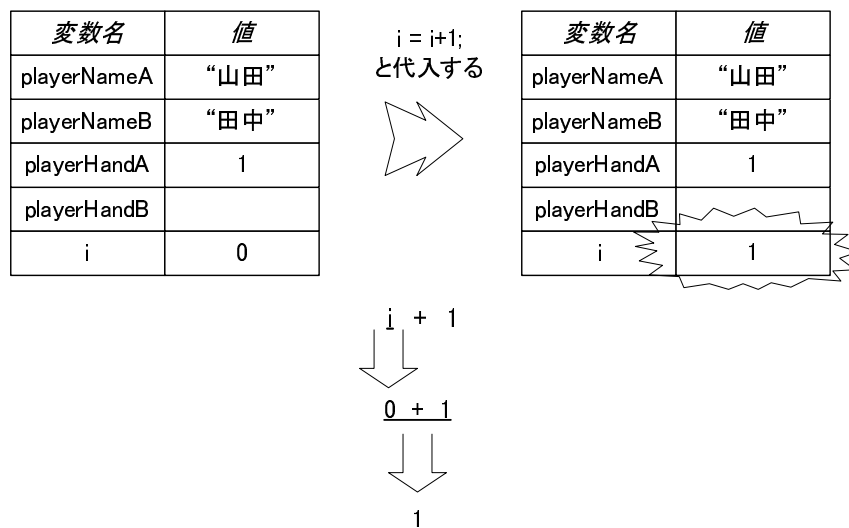 変数名 値
playerNameA “山田”
playerNameB “田中”
playerHandA 1
playerHandB
i 0
i = i+1;
と代入する
変数名 値
playerNameA “山田”
playerNameB “田中”
playerHandA 1
playerHandB
i 1
i + 1
0 + 1
1